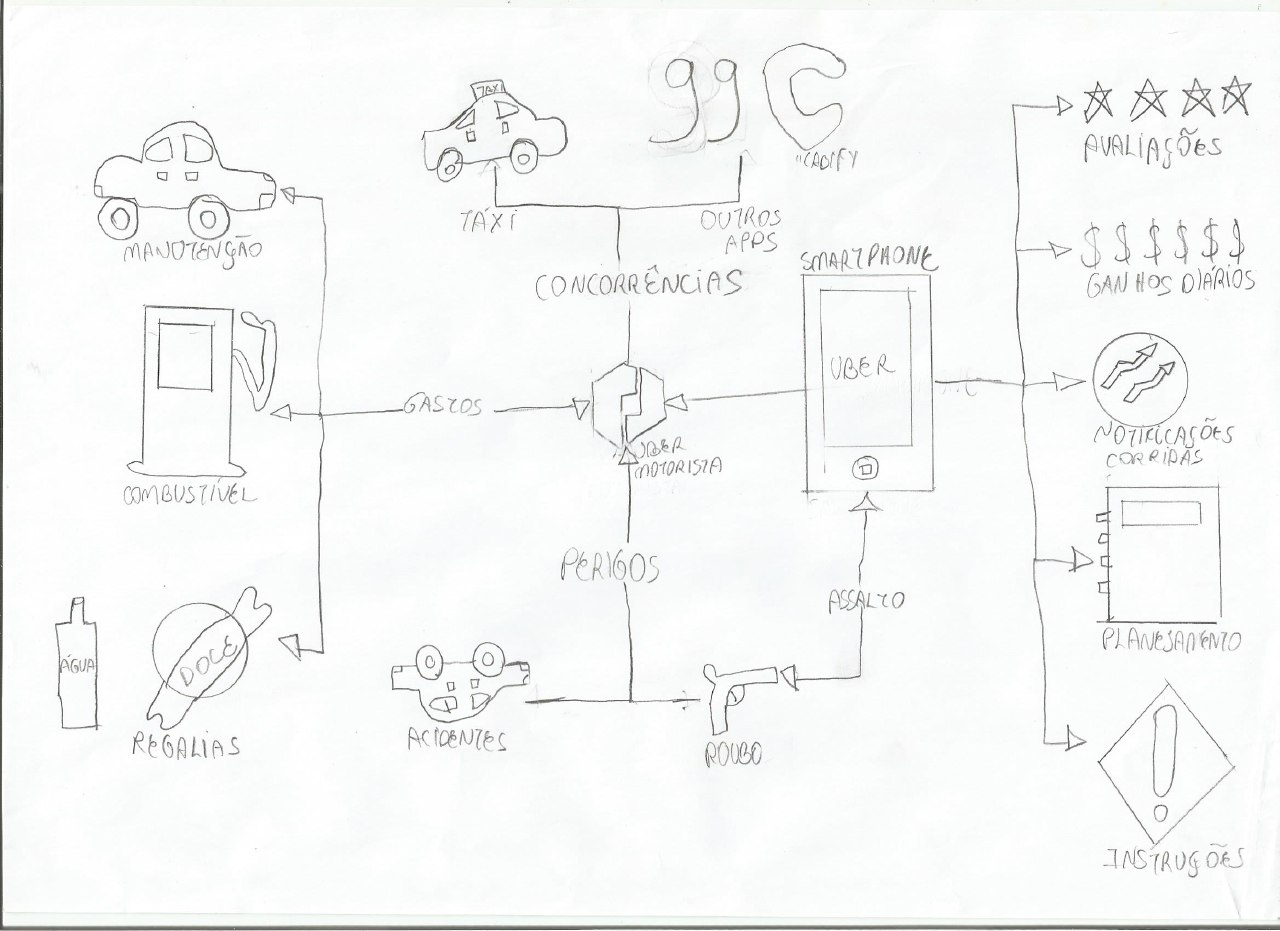 TAXI
99
"CABIFY
TÁXI
OUTROS
APPS
AVALIAÇÕES
MANUTENÇÃO
CONCORRÊNCIAS
SMARTPHONE
$ $ $ $ $ $
GANHOS DIÁRIOS
UBER
GASTOS
UBER
MOTORISTA
NOTIFICAÇÕES
CORRIDAS
COMBUSTÍVEL
PERIGOS
ASSALTO
PLANEJAMENTO
ÁGUA
DOCE
REGALIAS
ACIDENTES
ROUBO
!
INSTRUÇÕES